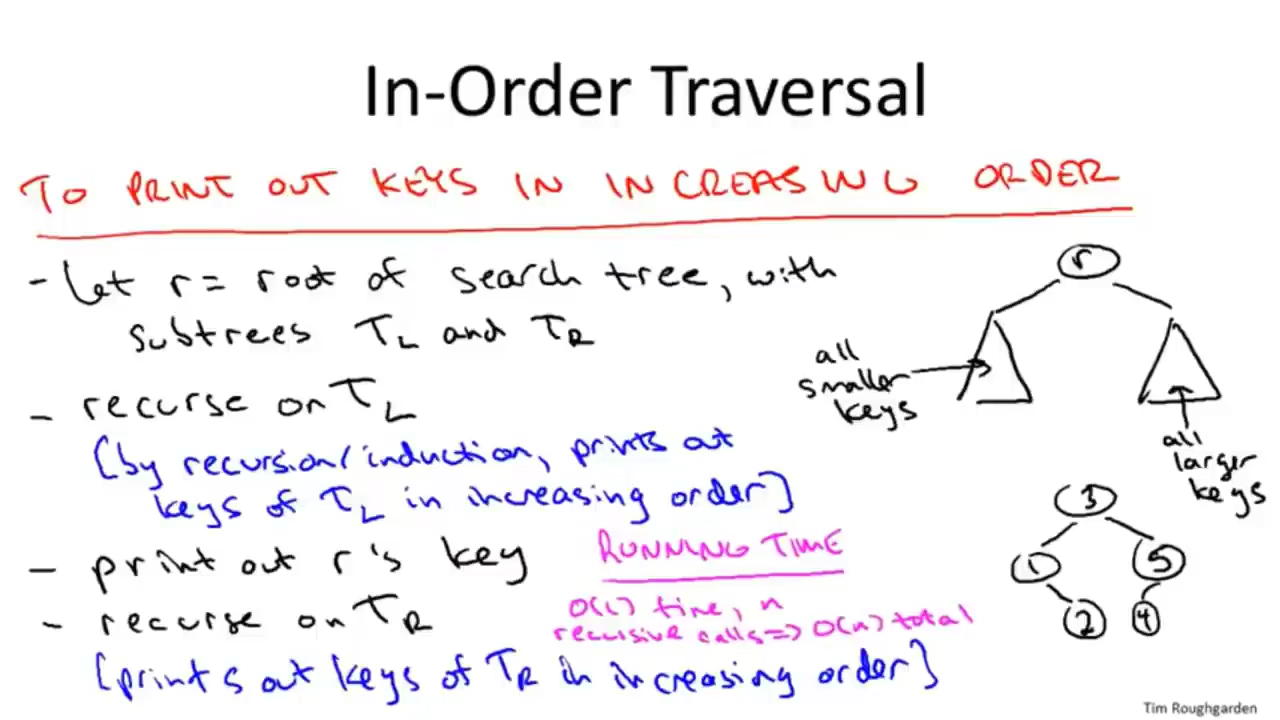 In-Order Traversal
TO PRINT OUT KEYS IN INCREASING ORDER
- let r = root of search tree, with
subtrees TL and TR
- recurse on TL
[by recursion/induction, prints out
keys of TL in increasing order]
- print out r's key
- recurse on TR
[prints out keys of TR in increasing order]
RUNNING TIME
O(1) time, n
recursive calls => O(n) total
r
all
smaller
keys
all
larger
keys
3
1
5
2
4
Tim Roughgarden